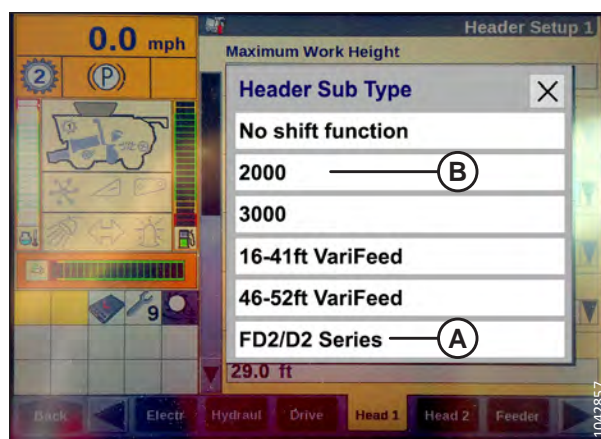 0.0 mph
Header Setup 1
Maximum Work Height
2
P
Header Sub Type
No shift function
2000
B
3000
16-41ft VariFeed
46-52ft VariFeed
FD2/D2 Series
A
9
29.0 ft
Back
Electr
Hydraul
Drive
Head 1
Head 2
Feeder
1042857